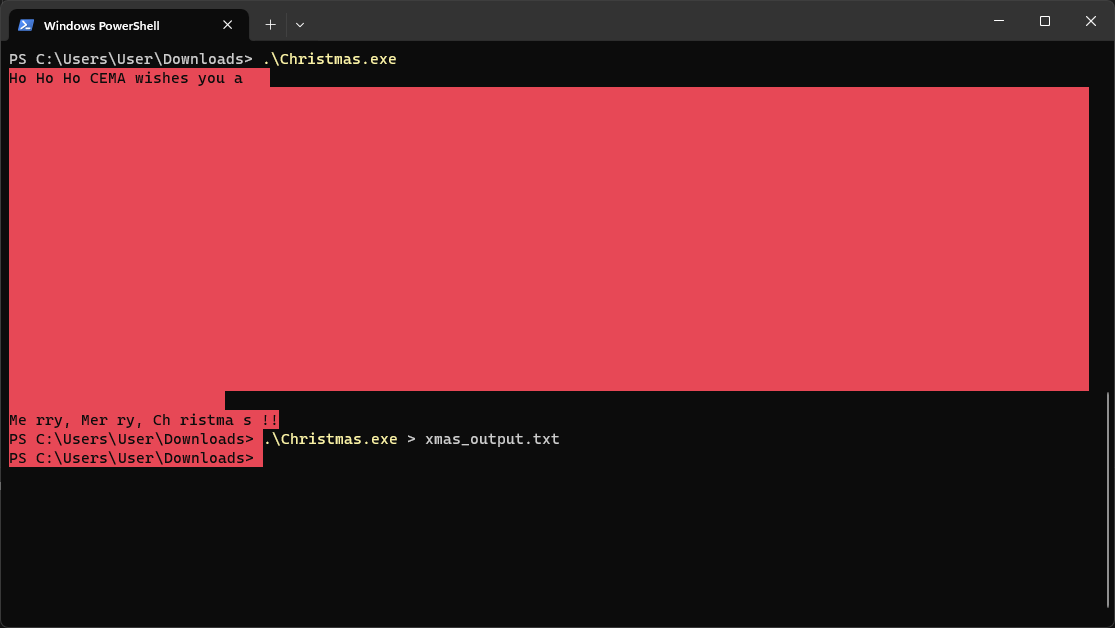 Windows PowerShell
PS C:\Users\User\Downloads> .\Christmas.exe
Ho Ho Ho CEMA wishes you a
Me rry, Mer ry, Ch ristma s !!
PS C:\Users\User\Downloads> .\Christmas.exe > xmas_output.txt
PS C:\Users\User\Downloads>